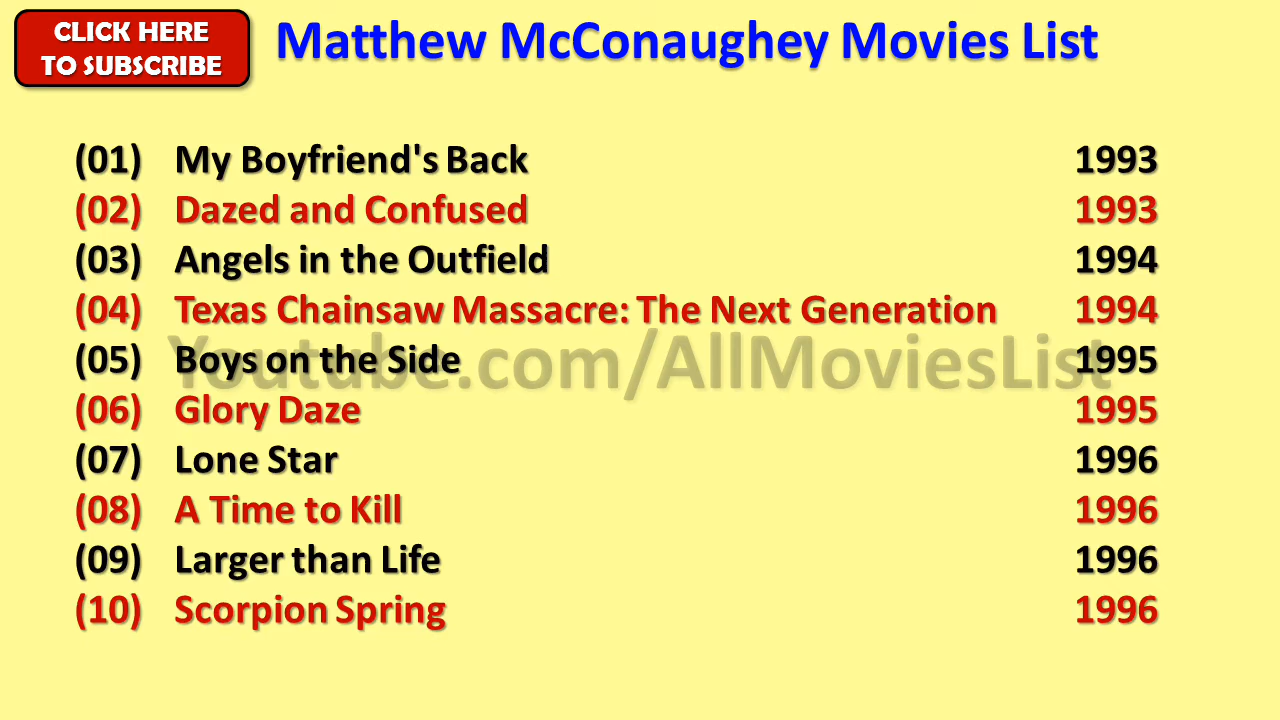 CLICK HERE
TO SUBSCRIBE
Matthew McConaughey Movies List
(01) My Boyfriend's Back 1993
(02) Dazed and Confused 1993
(03) Angels in the Outfield 1994
(04) Texas Chainsaw Massacre: The Next Generation 1994
Youtube.com/AllMoviesList
(05) Boys on the Side 1995
(06) Glory Daze 1995
(07) Lone Star 1996
(08) A Time to Kill 1996
(09) Larger than Life 1996
(10) Scorpion Spring 1996